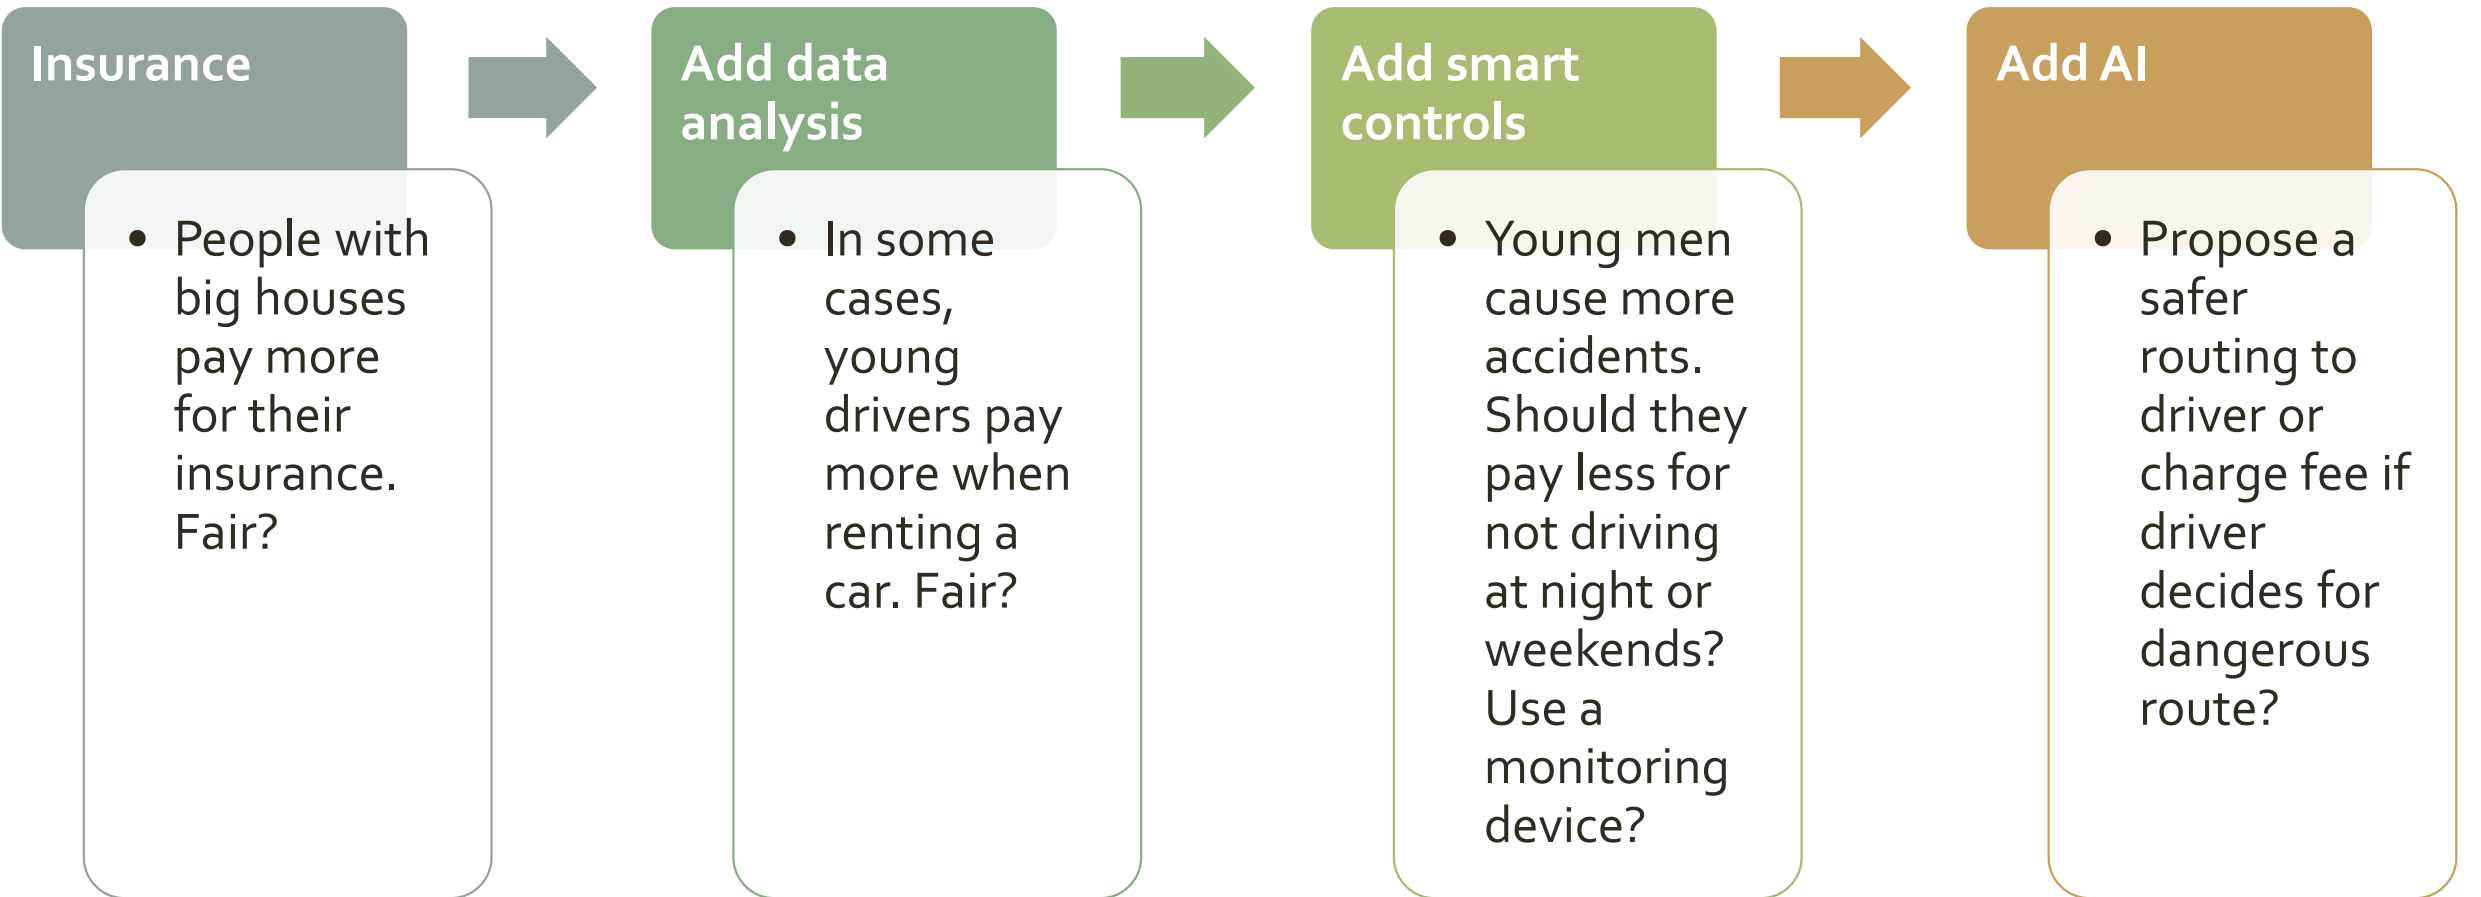 Insurance
• People with
big houses
pay more
for their
insurance.
Fair?
Add data
analysis
• In some
cases,
young
drivers pay
more when
renting a
car. Fair?
Add smart
controls
• Young men
cause more
accidents.
Should they
pay less for
not driving
at night or
weekends?
Use a
monitoring
device?
Add AI
• Propose a
safer
routing to
driver or
charge fee if
driver
decides for
dangerous
route?